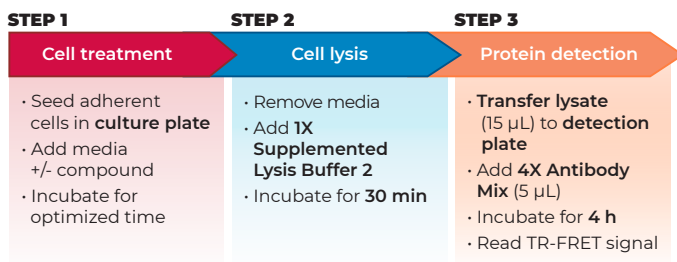 STEP 1
Cell treatment
· Seed adherent
cells in culture plate
· Add media
+/- compound
· Incubate for
optimized time
STEP 2
Cell lysis
· Remove media
· Add 1X
Supplemented
Lysis Buffer 2
· Incubate for 30 min
STEP 3
Protein detection
· Transfer lysate
(15 µL) to detection
plate
· Add 4X Antibody
Mix (5 µL)
· Incubate for 4 h
· Read TR-FRET signal